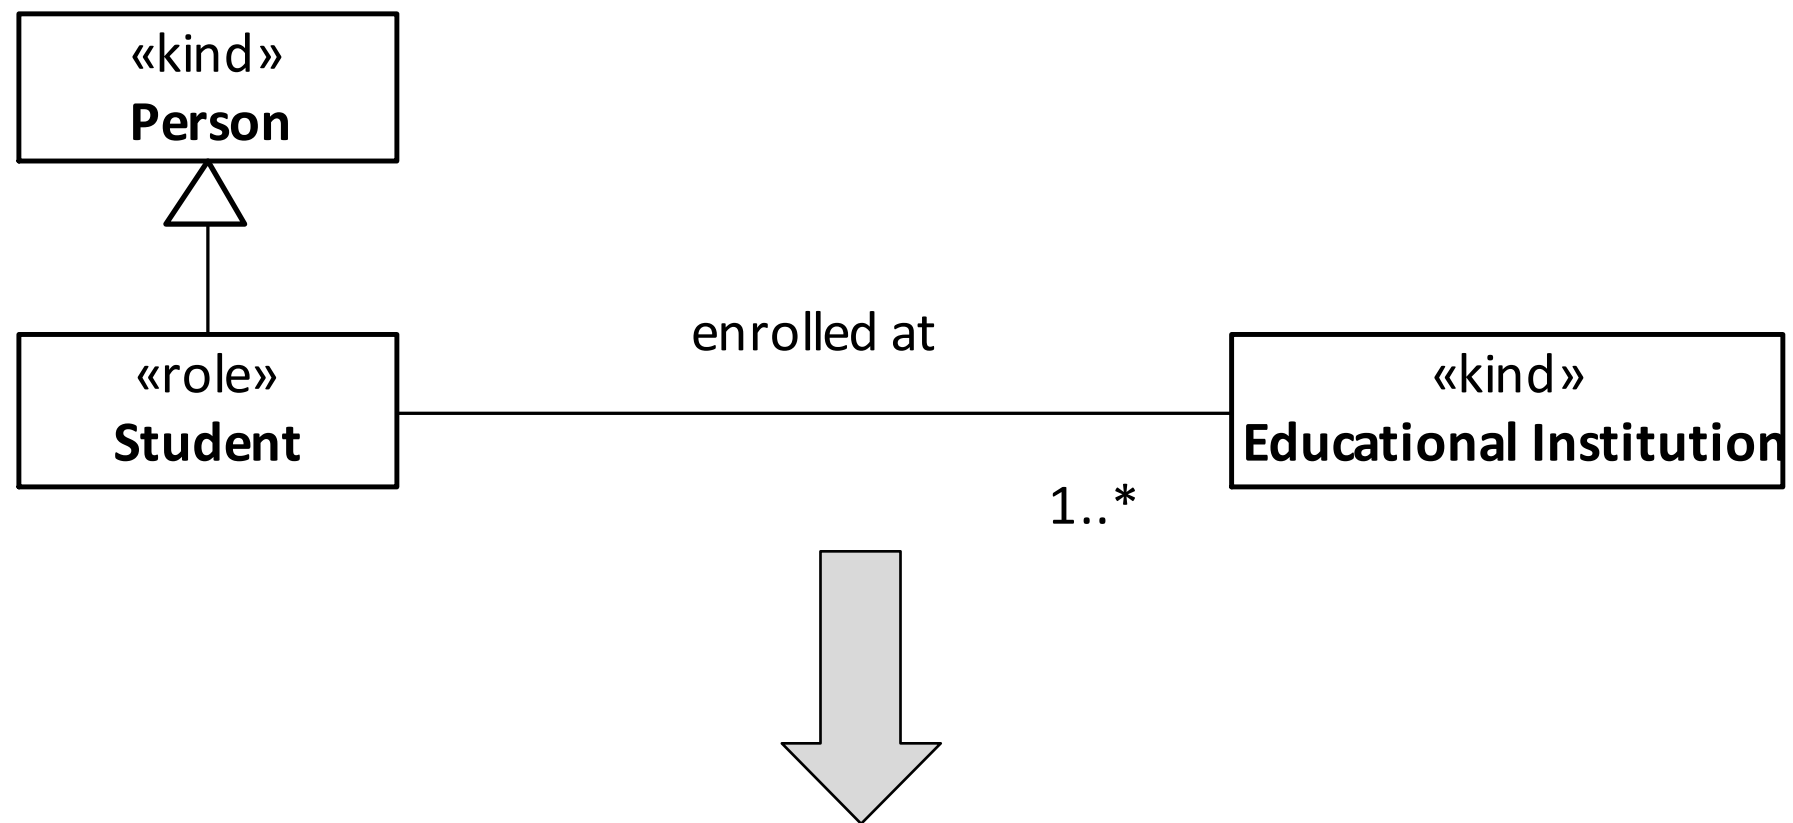 «kind»
Person
enrolled at
«role»
Student
«kind»
Educational Institution
1..*